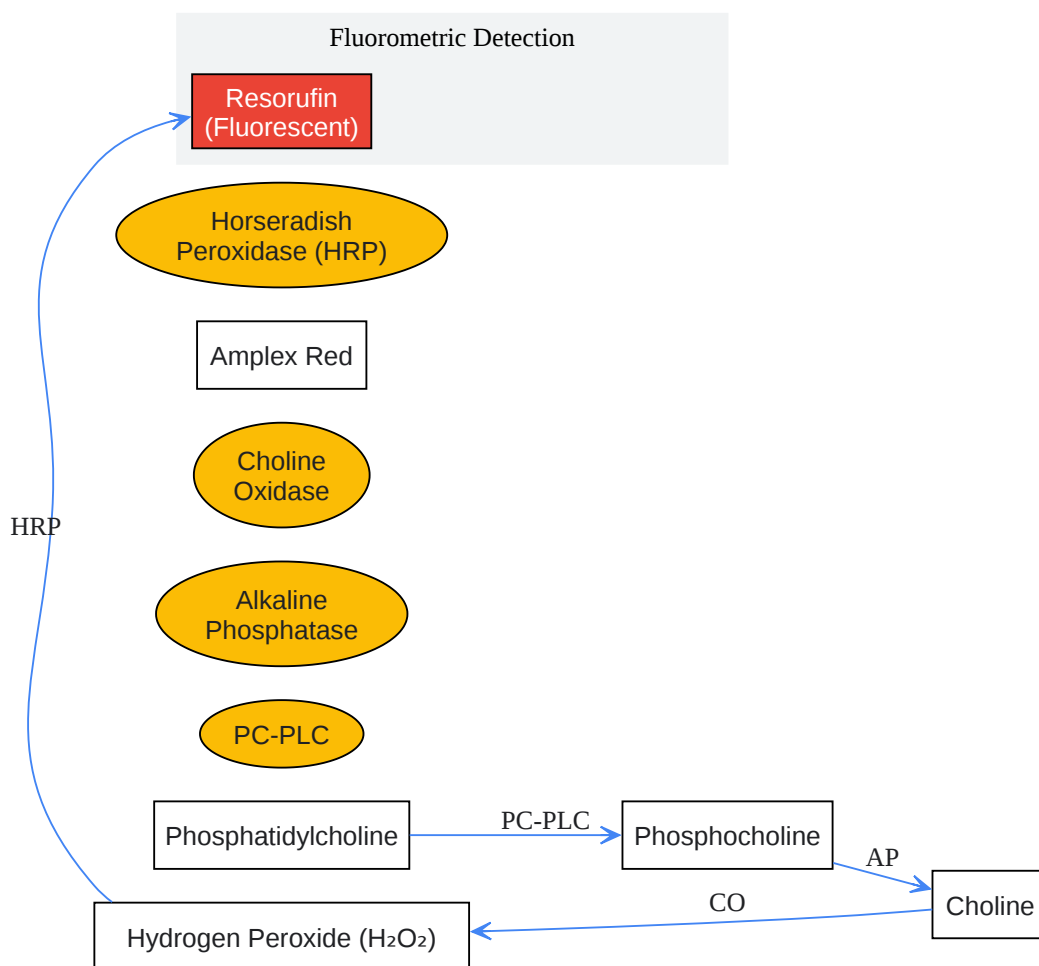 Fluorometric Detection
Resorufin
(Fluorescent)
Horseradish
Peroxidase (HRP)
Amplex Red
Choline
Oxidase
HRP
Alkaline
Phosphatase
PC-PLC
Phosphatidylcholine
PC-PLC
Phosphocholine
AP
Choline
CO
Hydrogen Peroxide (H₂O₂)